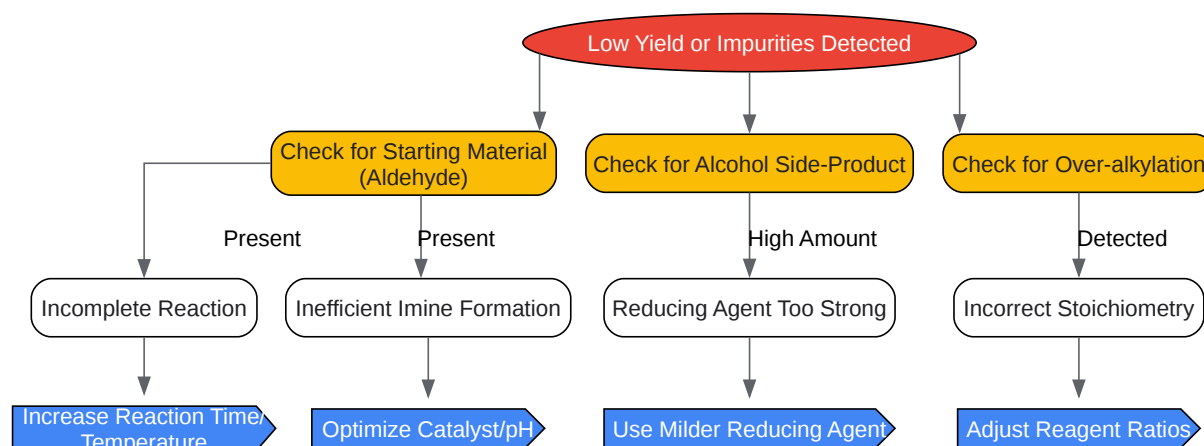 Low Yield or Impurities Detected
Check for Starting Material
(Aldehyde)
Check for Alcohol Side-Product
Check for Over-alkylation
Present
Present
High Amount
Detected
Incomplete Reaction
Inefficient Imine Formation
Reducing Agent Too Strong
Incorrect Stoichiometry
Increase Reaction Time/
Temperature
Optimize Catalyst/pH
Use Milder Reducing Agent
Adjust Reagent Ratios